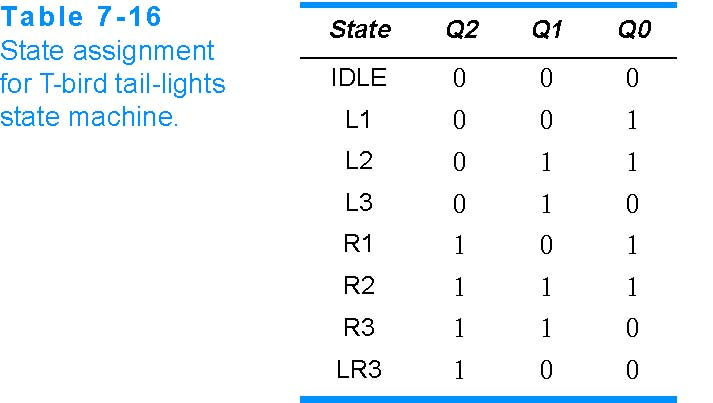 Table 7-16
State assignment
for T-bird tail-lights
state machine.
State Q2 Q1 Q0
IDLE 0 0 0
L1 0 0 1
L2 0 1 1
L3 0 1 0
R1 1 0 1
R2 1 1 1
R3 1 1 0
LR3 1 0 0